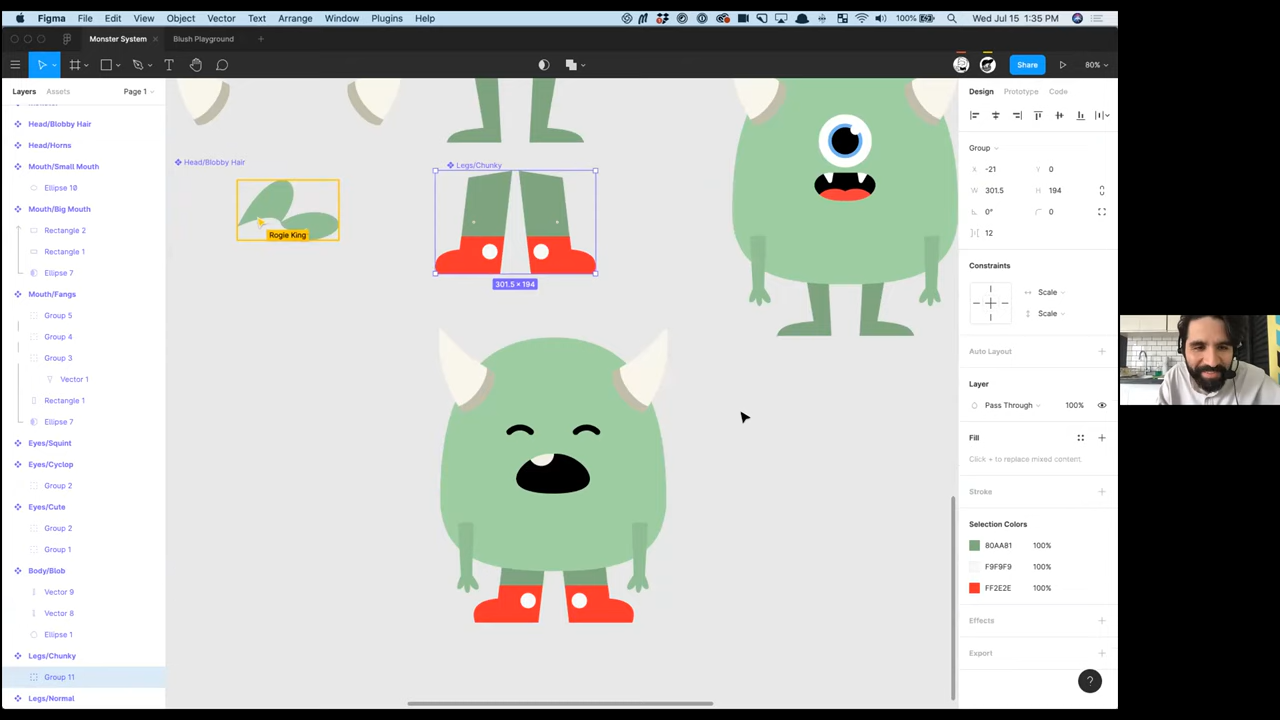 Figma File Edit View Object Vector Text Arrange Window Plugins Help 100% Wed Jul 15 1:35 PM
Monster System Blush Playground
Share 80%
Layers Assets Page 1
Head/Blobby Hair
Head/Horns
Mouth/Small Mouth
Ellipse 10
Mouth/Big Mouth
Rectangle 2
Rectangle 1
Ellipse 7
Mouth/Fangs
Group 5
Group 4
Group 3
Vector 1
Rectangle 1
Ellipse 7
Eyes/Squint
Eyes/Cyclop
Group 2
Eyes/Cute
Group 2
Group 1
Body/Blob
Vector 9
Vector 8
Ellipse 1
Legs/Chunky
Group 11
Legs/Normal
Head/Blobby Hair
Rogie King
Legs/Chunky
301.5 × 194
Design Prototype Code
Group
X -21 Y 0
W 301.5 H 194
0° 0
12
Constraints
Scale
Scale
Auto Layout
Layer
Pass Through 100%
Fill
Click + to replace mixed content.
Stroke
Selection Colors
80AA81 100%
F9F9F9 100%
FF2E2E 100%
Effects
Export
?